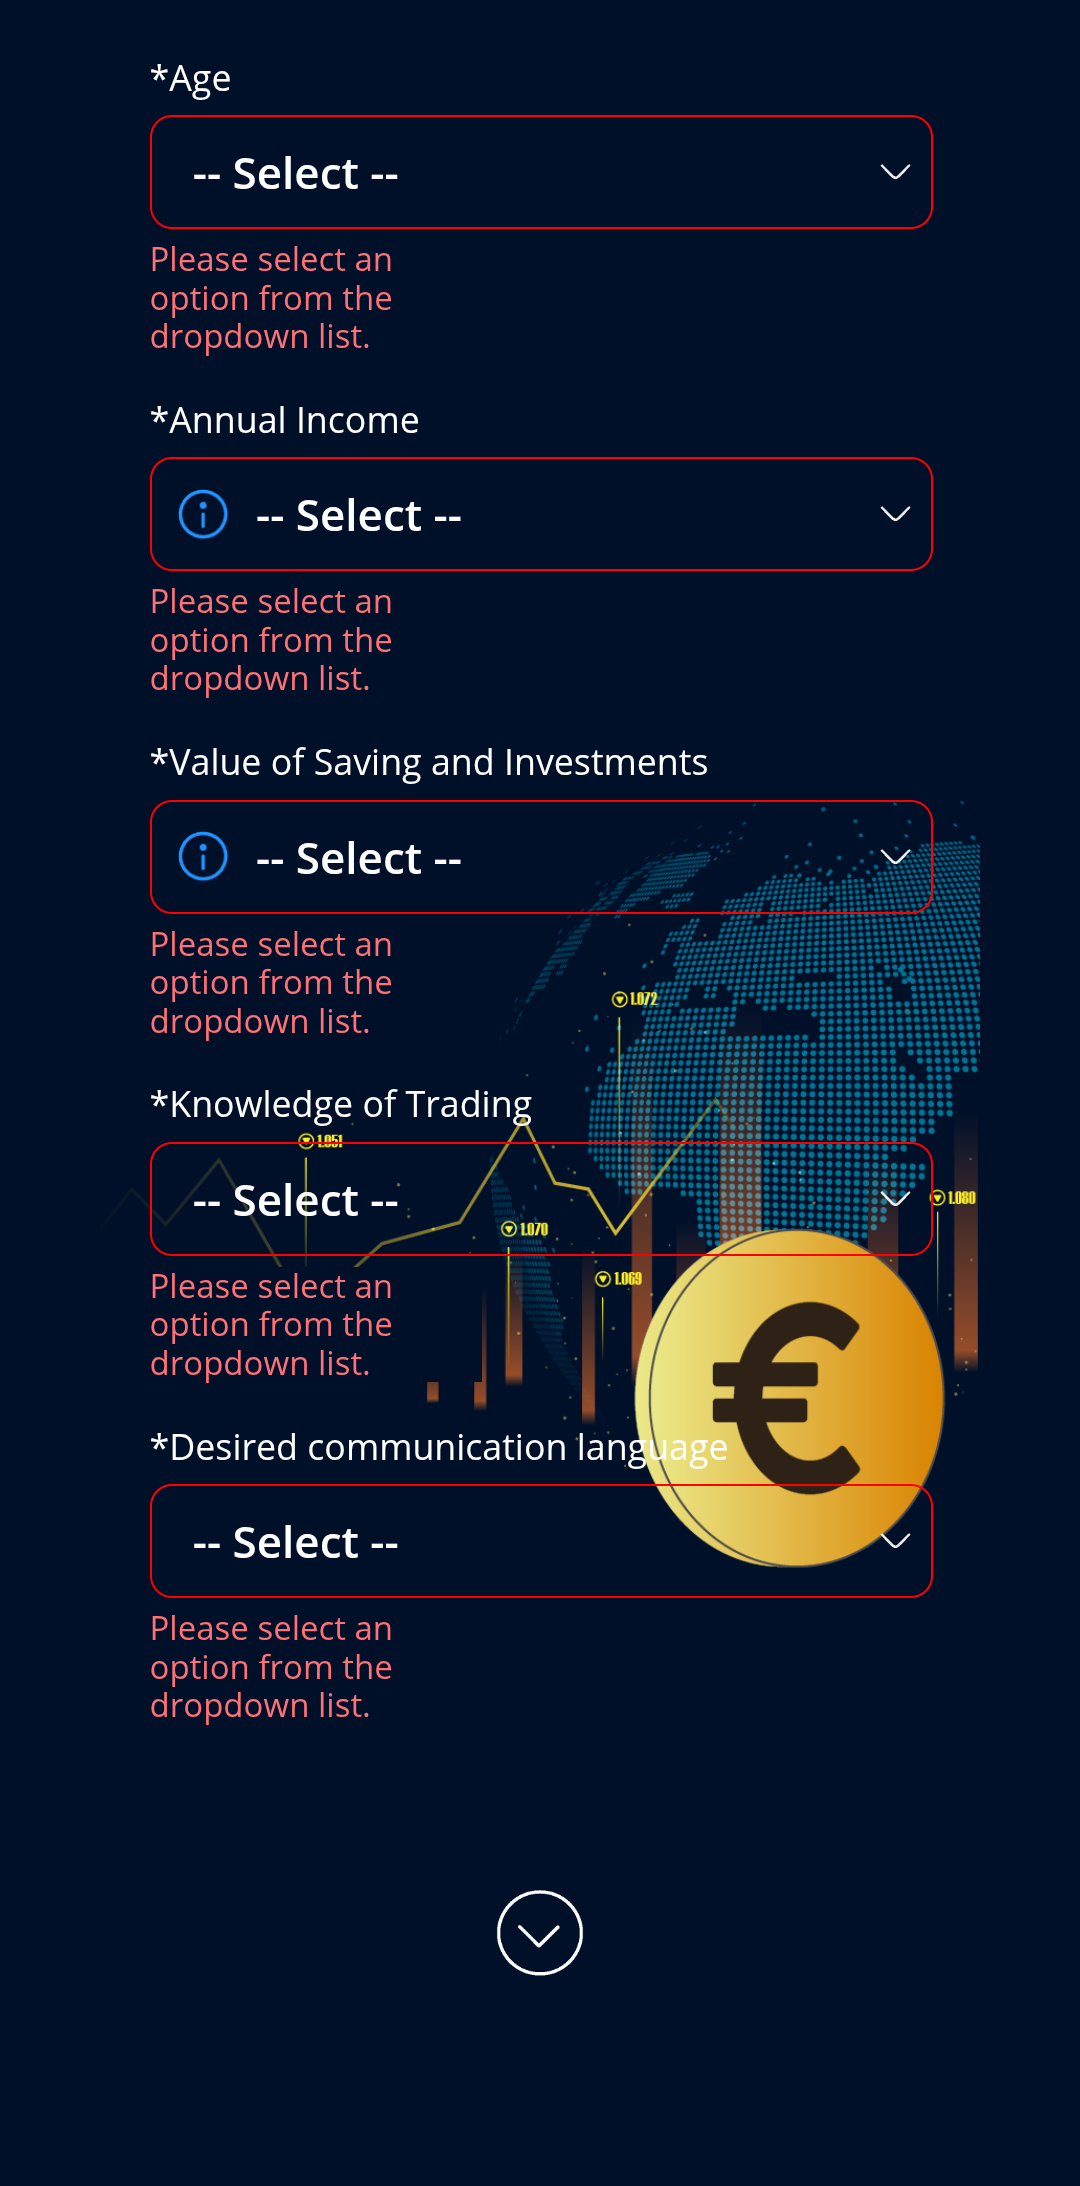 *Age
-- Select --
Please select an
option from the
dropdown list.
*Annual Income
-- Select --
Please select an
option from the
dropdown list.
*Value of Saving and Investments
-- Select --
Please select an
option from the
dropdown list.
1.072
*Knowledge of Trading
1.051
-- Select --
1.080
1.070
1.069
Please select an
option from the
dropdown list.
€
*Desired communication language
-- Select --
Please select an
option from the
dropdown list.